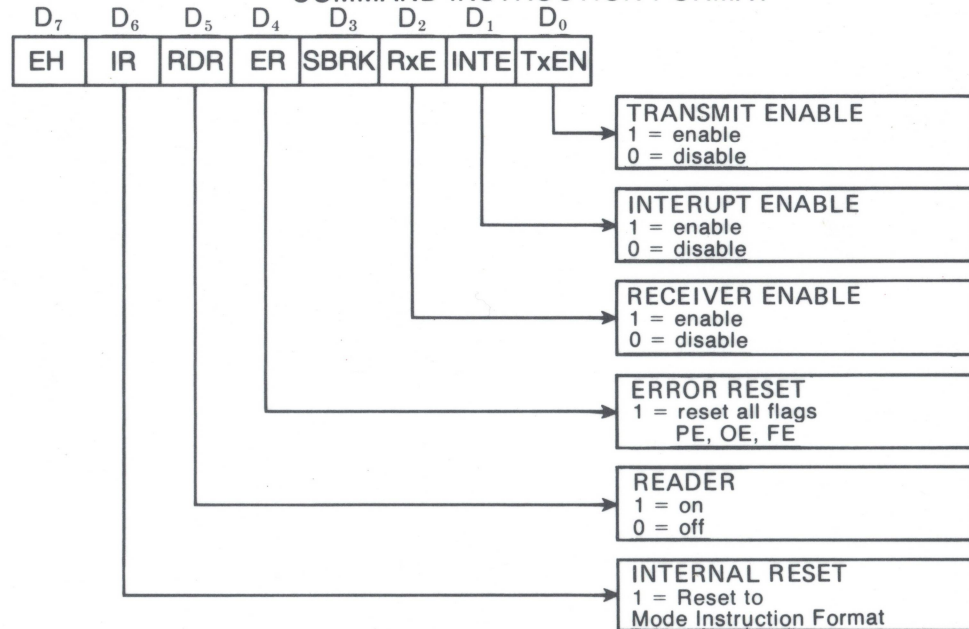 D₇ D₆ D₅ D₄ D₃ D₂ D₁ D₀
EH IR RDR ER SBRK RxE INTE TxEN
TRANSMIT ENABLE
1 = enable
0 = disable
INTERUPT ENABLE
1 = enable
0 = disable
RECEIVER ENABLE
1 = enable
0 = disable
ERROR RESET
1 = reset all flags
PE, OE, FE
READER
1 = on
0 = off
INTERNAL RESET
1 = Reset to
Mode Instruction Format